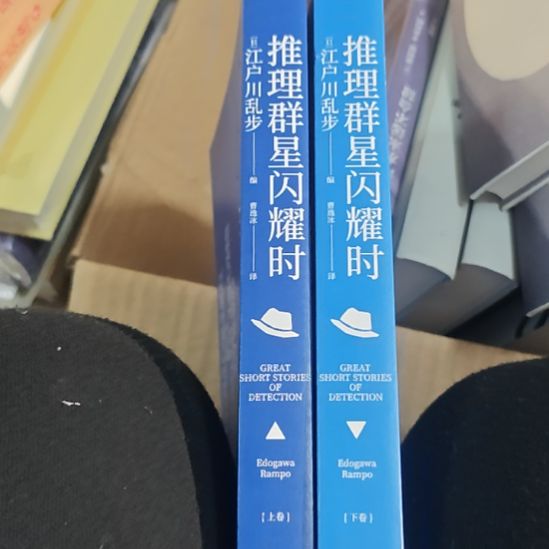 推理群星闪耀时
[日]江户川乱步
编
曹逸冰
译
GREAT
SHORT STORIES
OF
DETECTION
Edogawa
Rampo
[上卷]
推理群星闪耀时
[日]江户川乱步
编
曹逸冰
译
GREAT
SHORT STORIES
OF
DETECTION
Edogawa
Rampo
[下卷]